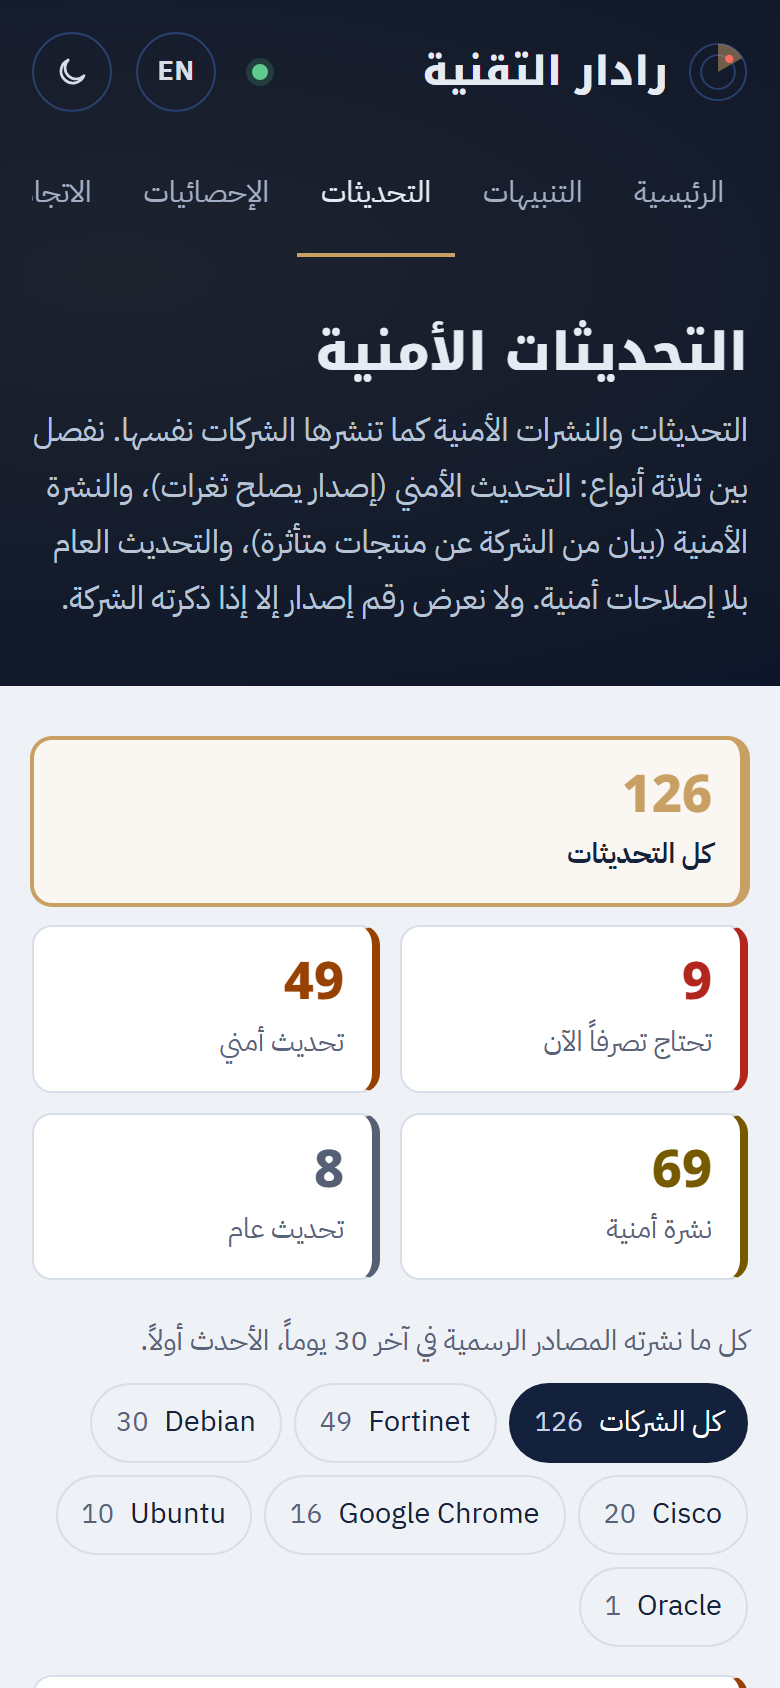 رادار التقنية
EN
الرئيسية
التنبيهات
التحديثات
الإحصائيات
التحديثات الأمنية
التحديثات والنشرات الأمنية كما تنشرها الشركات نفسها. نفصل
بين ثلاثة أنواع: التحديث الأمني (إصدار يصلح ثغرات)، والنشرة
الأمنية (بيان من الشركة عن منتجات متأثرة)، والتحديث العام
بلا إصلاحات أمنية. ولا نعرض رقم إصدار إلا إذا ذكرته الشركة.
126
كل التحديثات
9
تحتاج تصرفاً الآن
49
تحديث أمني
69
نشرة أمنية
8
تحديث عام
كل ما نشرته المصادر الرسمية في آخر 30 يوماً، الأحدث أولاً.
كل الشركات 126
Fortinet 49
Debian 30
Cisco 20
Google Chrome 16
Ubuntu 10
Oracle 1